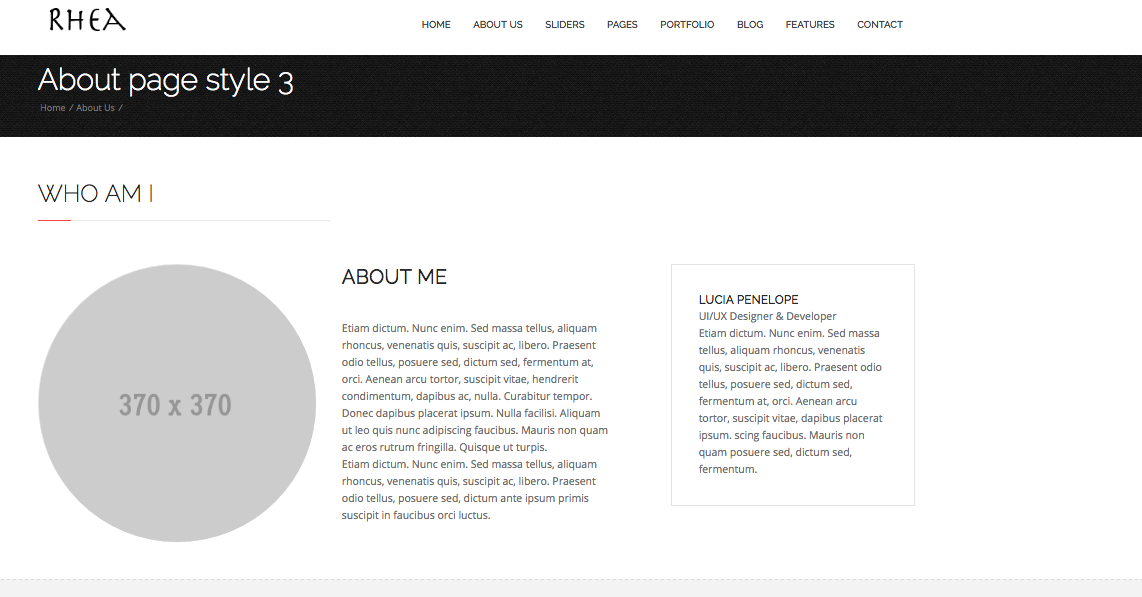 RHEA
HOME ABOUT US SLIDERS PAGES PORTFOLIO BLOG FEATURES CONTACT
About page style 3
Home / About Us /
WHO AM I
370 x 370
ABOUT ME
Etiam dictum. Nunc enim. Sed massa tellus, aliquam
rhoncus, venenatis quis, suscipit ac, libero. Praesent
odio tellus, posuere sed, dictum sed, fermentum at,
orci. Aenean arcu tortor, suscipit vitae, hendrerit
condimentum, dapibus ac, nulla. Curabitur tempor.
Donec dapibus placerat ipsum. Nulla facilisi. Aliquam
ut leo quis nunc adipiscing faucibus. Mauris non quam
ac eros rutrum fringilla. Quisque ut turpis.
Etiam dictum. Nunc enim. Sed massa tellus, aliquam
rhoncus, venenatis quis, suscipit ac, libero. Praesent
odio tellus, posuere sed, dictum ante ipsum primis
suscipit in faucibus orci luctus.
LUCIA PENELOPE
UI/UX Designer & Developer
Etiam dictum. Nunc enim. Sed massa
tellus, aliquam rhoncus, venenatis
quis, suscipit ac, libero. Praesent odio
tellus, posuere sed, dictum sed,
fermentum at, orci. Aenean arcu
tortor, suscipit vitae, dapibus placerat
ipsum. scing faucibus. Mauris non
quam posuere sed, dictum sed,
fermentum.